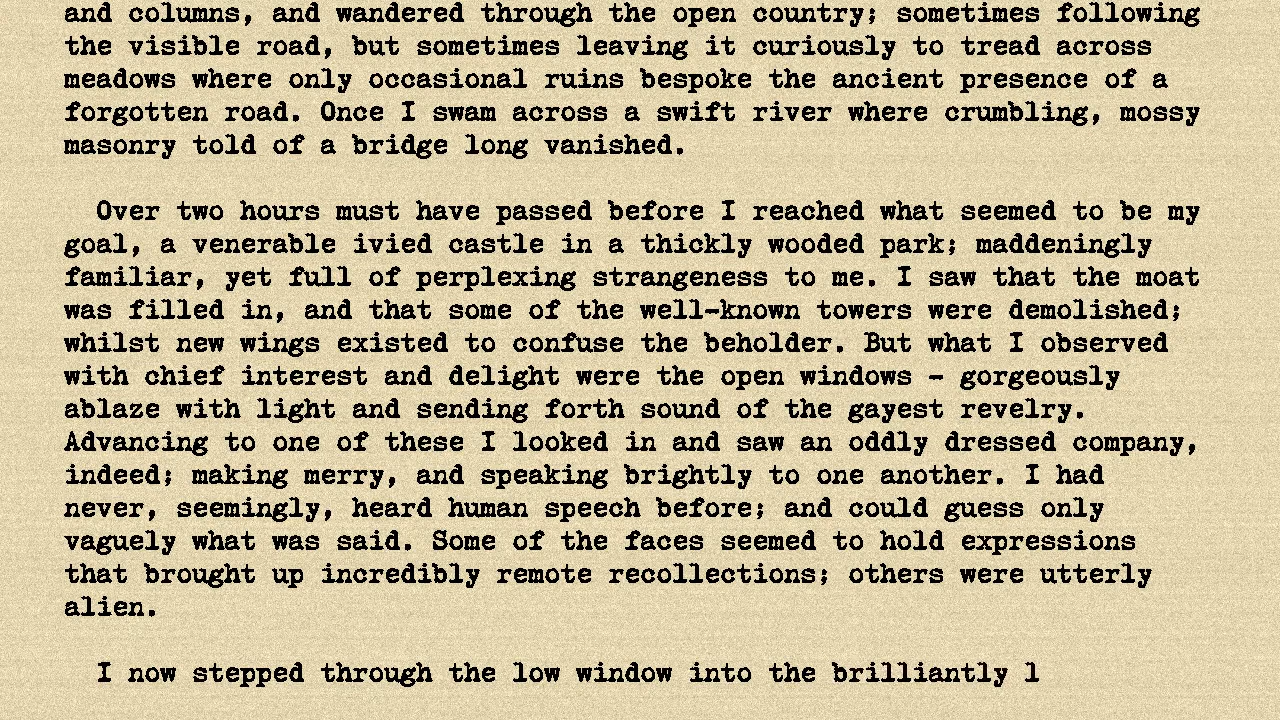 and columns, and wandered through the open country; sometimes following
the visible road, but sometimes leaving it curiously to tread across
meadows where only occasional ruins bespoke the ancient presence of a
forgotten road. Once I swam across a swift river where crumbling, mossy
masonry told of a bridge long vanished.
Over two hours must have passed before I reached what seemed to be my
goal, a venerable ivied castle in a thickly wooded park; maddeningly
familiar, yet full of perplexing strangeness to me. I saw that the moat
was filled in, and that some of the well-known towers were demolished;
whilst new wings existed to confuse the beholder. But what I observed
with chief interest and delight were the open windows - gorgeously
ablaze with light and sending forth sound of the gayest revelry.
Advancing to one of these I looked in and saw an oddly dressed company,
indeed; making merry, and speaking brightly to one another. I had
never, seemingly, heard human speech before; and could guess only
vaguely what was said. Some of the faces seemed to hold expressions
that brought up incredibly remote recollections; others were utterly
alien.
I now stepped through the low window into the brilliantly l